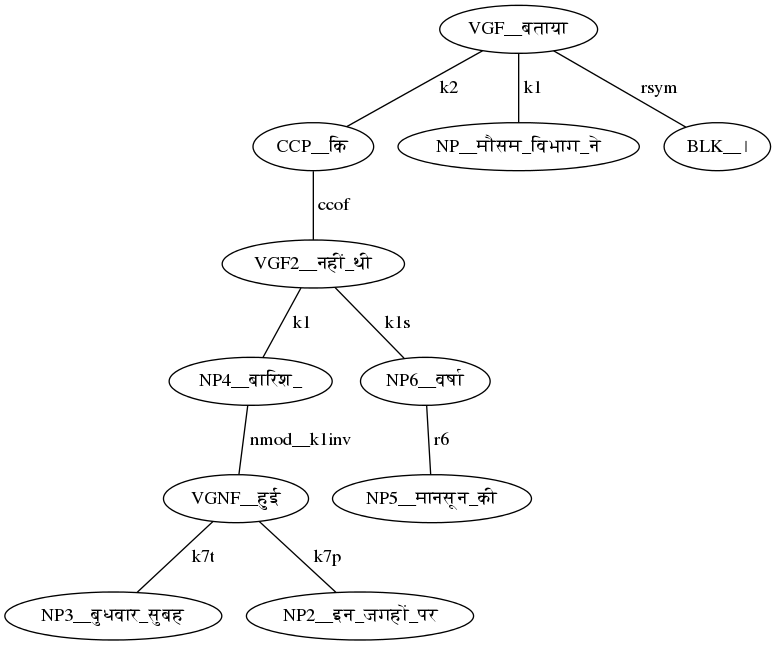 VGF__बताया
k2
k1
rsym
CCP__कि
NP__मौसम_विभाग_ने
BLK__।
ccof
VGF2__नहीं_थी
k1
k1s
NP4__बारिश_
NP6__वर्षा
nmod__k1inv
r6
VGNF__हुई
NP5__मानसून_की
k7t
k7p
NP3__बुधवार_सुबह
NP2__इन_जगहों_पर